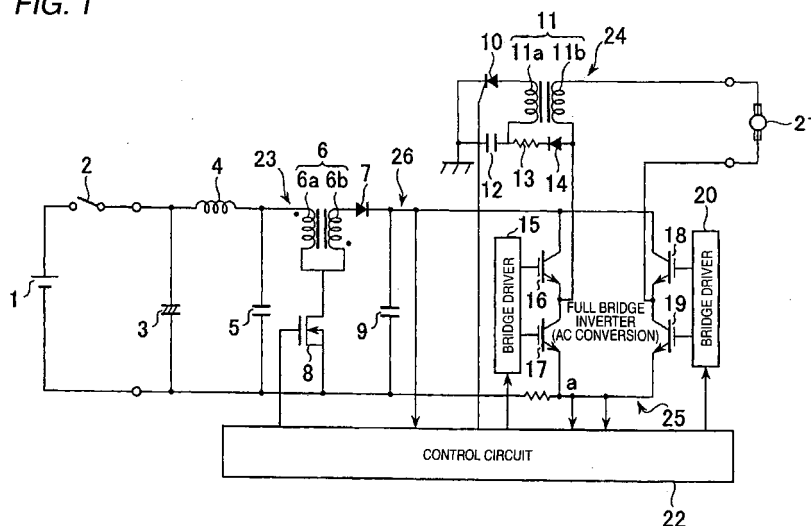 FIG. 1
11
10
11a 11b
24
21
12
13
14
2
4
23
6
6a 6b
7
26
15
20
18
1
3
5
9
8
BRIDGE DRIVER
16
17
FULL BRIDGE
INVERTER
(AC CONVERSION)
19
BRIDGE DRIVER
a
25
CONTROL CIRCUIT
22